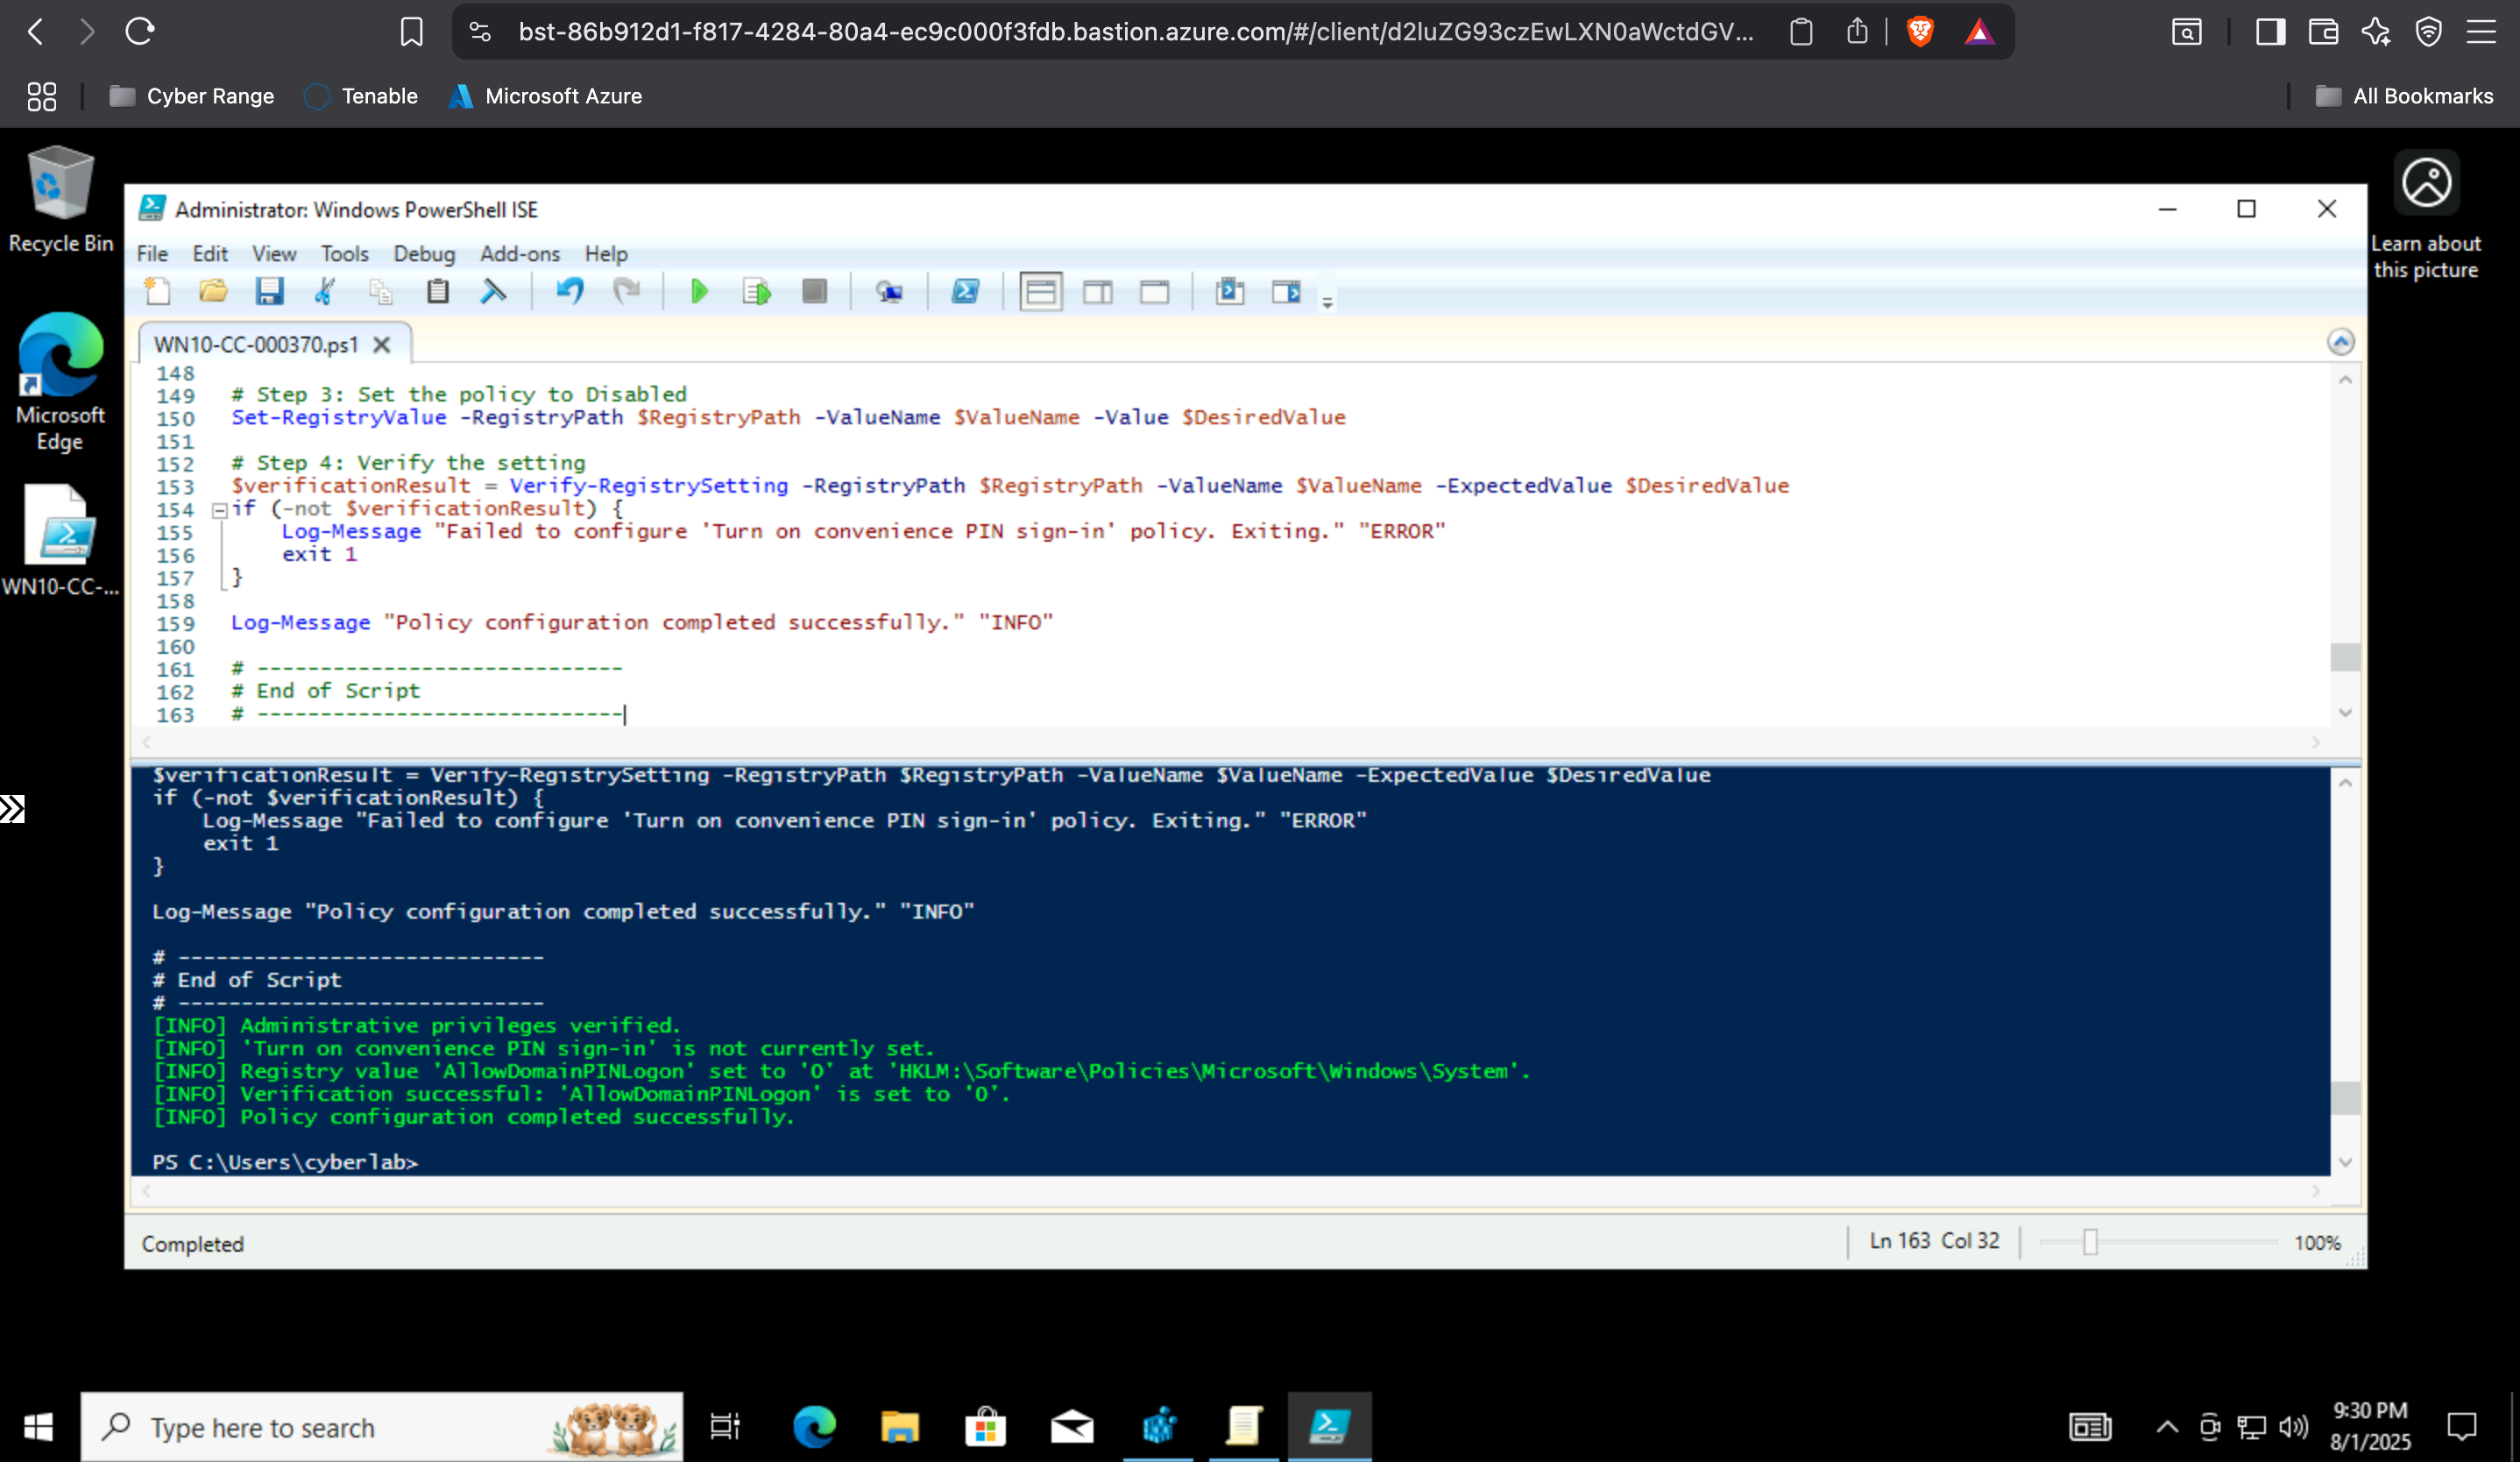 bst-86b912d1-f817-4284-80a4-ec9c000f3fdb.bastion.azure.com/#/client/d2luZG93czEwLXN0aWctdGV...
Cyber Range
Tenable
Microsoft Azure
All Bookmarks
Recycle Bin
Microsoft
Edge
WN10-CC-...
Learn about
this picture
Administrator: Windows PowerShell ISE
File Edit View Tools Debug Add-ons Help
WN10-CC-000370.ps1
148
149 # Step 3: Set the policy to Disabled
150 Set-RegistryValue -RegistryPath $RegistryPath -ValueName $ValueName -Value $DesiredValue
151
152 # Step 4: Verify the setting
153 $verificationResult = Verify-RegistrySetting -RegistryPath $RegistryPath -ValueName $ValueName -ExpectedValue $DesiredValue
154 if (-not $verificationResult) {
155     Log-Message "Failed to configure 'Turn on convenience PIN sign-in' policy. Exiting." "ERROR"
156     exit 1
157 }
158
159 Log-Message "Policy configuration completed successfully." "INFO"
160
161 # -----------------------------
162 # End of Script
163 # -----------------------------
$verificationResult = Verify-RegistrySetting -RegistryPath $RegistryPath -ValueName $ValueName -ExpectedValue $DesiredValue
if (-not $verificationResult) {
    Log-Message "Failed to configure 'Turn on convenience PIN sign-in' policy. Exiting." "ERROR"
    exit 1
}
Log-Message "Policy configuration completed successfully." "INFO"
# -----------------------------
# End of Script
# -----------------------------
[INFO] Administrative privileges verified.
[INFO] 'Turn on convenience PIN sign-in' is not currently set.
[INFO] Registry value 'AllowDomainPINLogon' set to '0' at 'HKLM:\Software\Policies\Microsoft\Windows\System'.
[INFO] Verification successful: 'AllowDomainPINLogon' is set to '0'.
[INFO] Policy configuration completed successfully.
PS C:\Users\cyberlab>
Completed
Ln 163 Col 32
100%
Type here to search
9:30 PM
8/1/2025